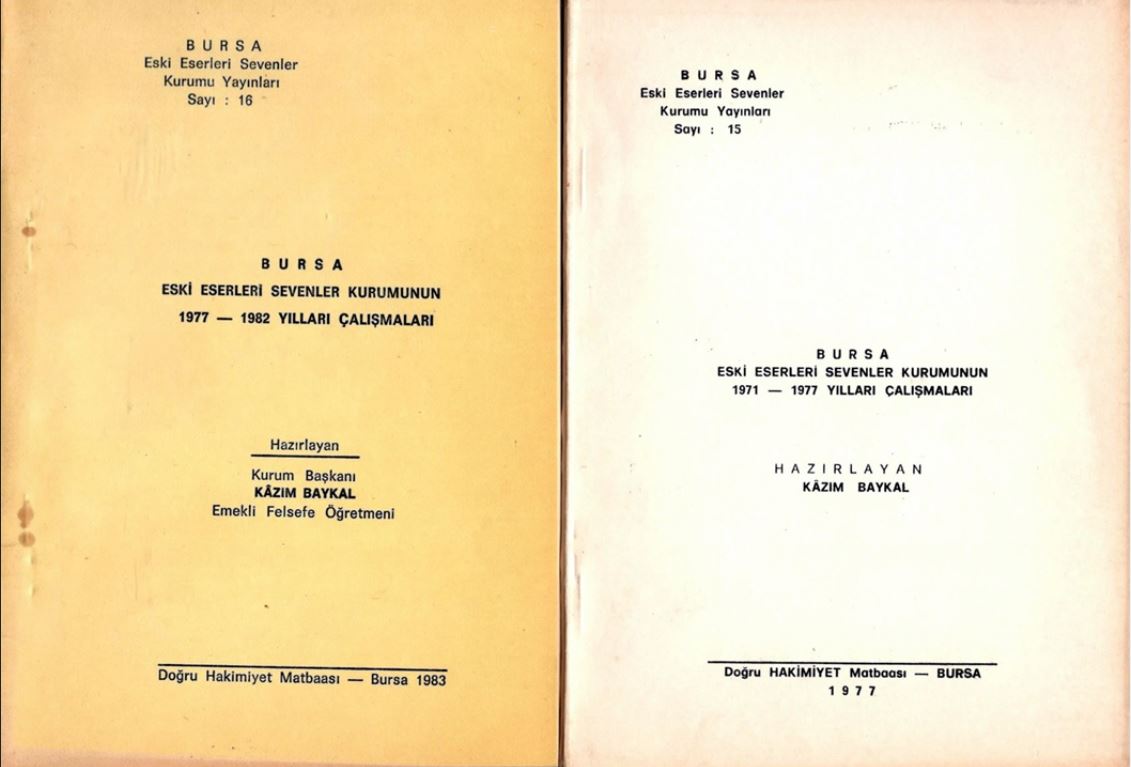 BURSA
Eski Eserleri Sevenler
Kurumu Yayınları
Sayı : 16
BURSA
ESKİ ESERLERİ SEVENLER KURUMUNUN
1977 — 1982 YILLARI ÇALIŞMALARI
Hazırlayan
Kurum Başkanı
KÂZIM BAYKAL
Emekli Felsefe Öğretmeni
Doğru Hakimiyet Matbaası — Bursa 1983
BURSA
Eski Eserleri Sevenler
Kurumu Yayınları
Sayı : 15
BURSA
ESKİ ESERLERİ SEVENLER KURUMUNUN
1971 — 1977 YILLARI ÇALIŞMALARI
HAZIRLAYAN
KÂZIM BAYKAL
Doğru HAKİMİYET Matbaası — BURSA
1977